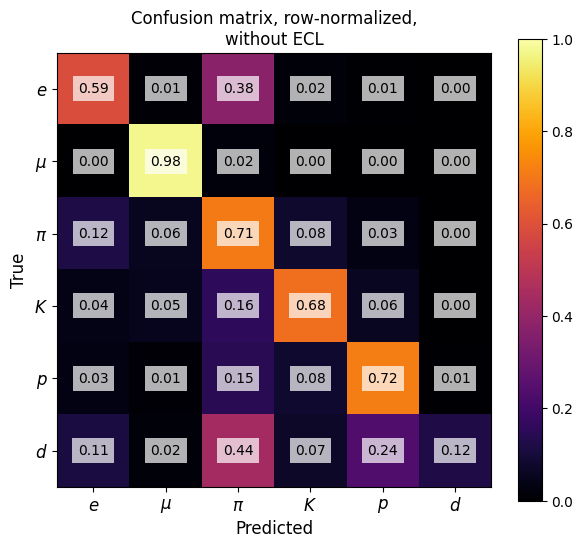 Confusion matrix, row-normalized,
without ECL
True
e 0.59 0.01 0.38 0.02 0.01 0.00
μ 0.00 0.98 0.02 0.00 0.00 0.00
π 0.12 0.06 0.71 0.08 0.03 0.00
K 0.04 0.05 0.16 0.68 0.06 0.00
p 0.03 0.01 0.15 0.08 0.72 0.01
d 0.11 0.02 0.44 0.07 0.24 0.12
e μ π K p d
Predicted
1.0
0.8
0.6
0.4
0.2
0.0